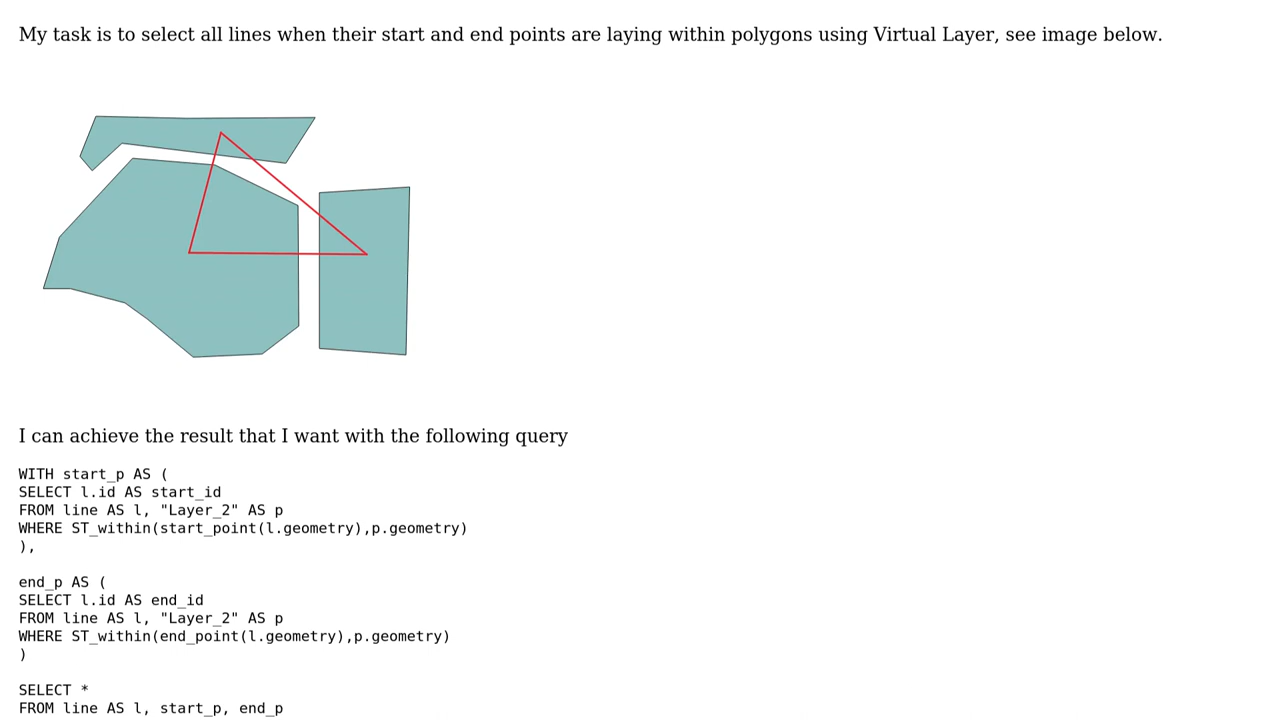 My task is to select all lines when their start and end points are laying within polygons using Virtual Layer, see image below.
I can achieve the result that I want with the following query
WITH start_p AS (
SELECT l.id AS start_id
FROM line AS l, "Layer_2" AS p
WHERE ST_within(start_point(l.geometry),p.geometry)
),
end_p AS (
SELECT l.id AS end_id
FROM line AS l, "Layer_2" AS p
WHERE ST_within(end_point(l.geometry),p.geometry)
)
SELECT *
FROM line AS l, start_p, end_p